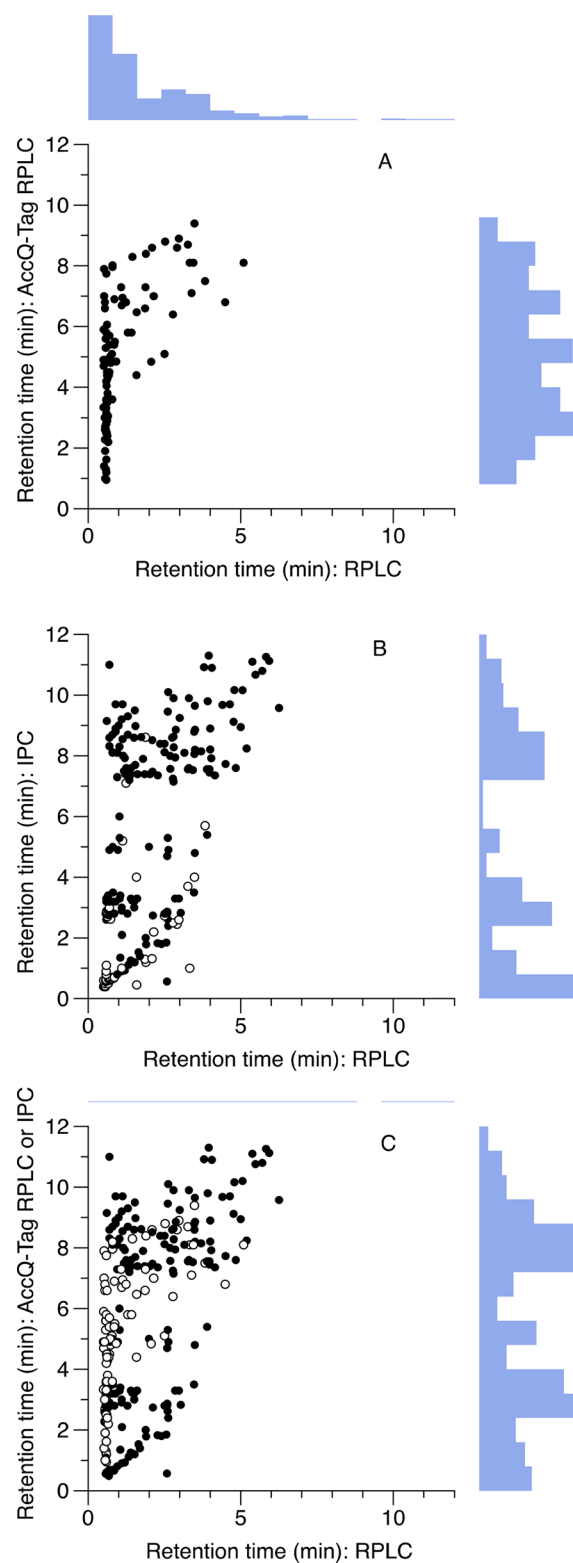 A
Retention time (min): AccQ-Tag RPLC
12
10
8
6
4
2
0
0 5 10
Retention time (min): RPLC
B
Retention time (min): IPC
12
10
8
6
4
2
0
0 5 10
Retention time (min): RPLC
C
Retention time (min): AccQ-Tag RPLC or IPC
12
10
8
6
4
2
0
0 5 10
Retention time (min): RPLC